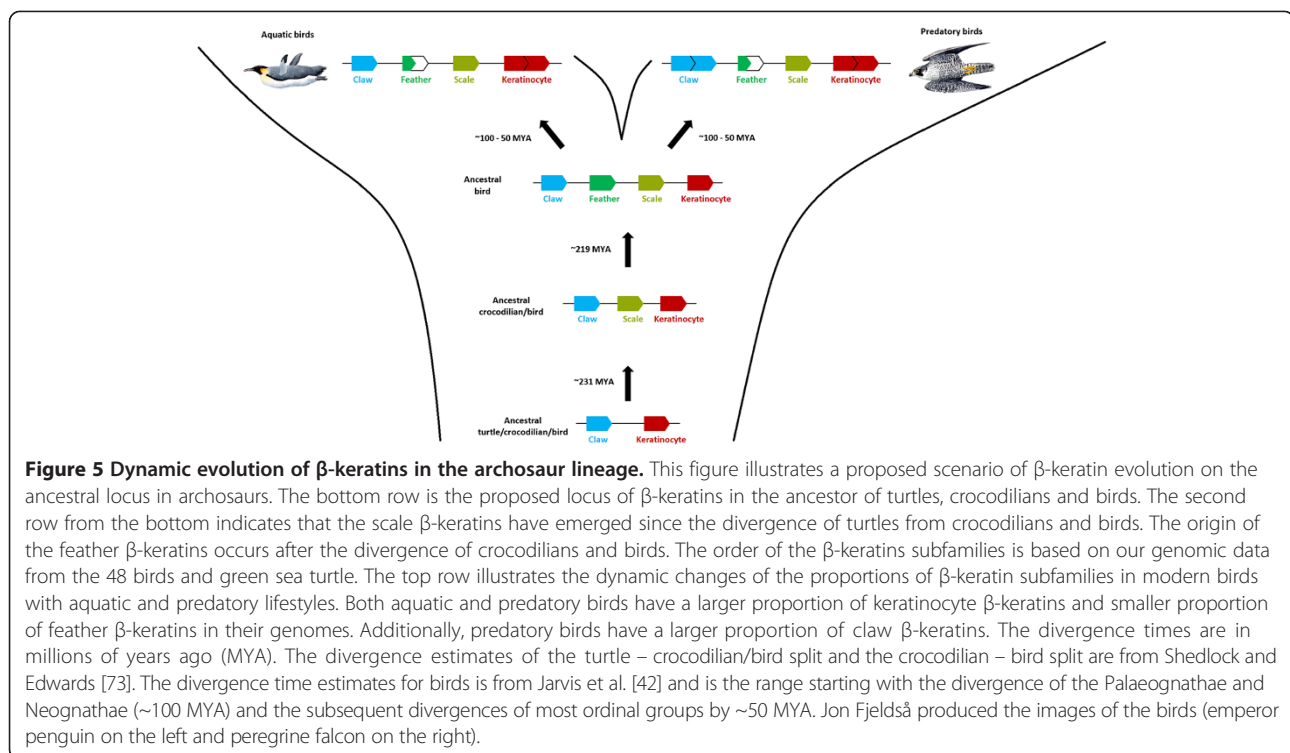 Aquatic birds
Predatory birds
Claw Feather Scale Keratinocyte
Claw Feather Scale Keratinocyte
~100 - 50 MYA
~100 - 50 MYA
Ancestral
bird
Claw Feather Scale Keratinocyte
~219 MYA
Ancestral
crocodilian/bird
Claw Scale Keratinocyte
~231 MYA
Ancestral
turtle/crocodilian/bird
Claw Keratinocyte
Figure 5 Dynamic evolution of β-keratins in the archosaur lineage. This figure illustrates a proposed scenario of β-keratin evolution on the
ancestral locus in archosaurs. The bottom row is the proposed locus of β-keratins in the ancestor of turtles, crocodilians and birds. The second
row from the bottom indicates that the scale β-keratins have emerged since the divergence of turtles from crocodilians and birds. The origin of
the feather β-keratins occurs after the divergence of crocodilians and birds. The order of the β-keratins subfamilies is based on our genomic data
from the 48 birds and green sea turtle. The top row illustrates the dynamic changes of the proportions of β-keratin subfamilies in modern birds
with aquatic and predatory lifestyles. Both aquatic and predatory birds have a larger proportion of keratinocyte β-keratins and smaller proportion
of feather β-keratins in their genomes. Additionally, predatory birds have a larger proportion of claw β-keratins. The divergence times are in
millions of years ago (MYA). The divergence estimates of the turtle – crocodilian/bird split and the crocodilian – bird split are from Shedlock and
Edwards [73]. The divergence time estimates for birds is from Jarvis et al. [42] and is the range starting with the divergence of the Palaeognathae and
Neognathae (~100 MYA) and the subsequent divergences of most ordinal groups by ~50 MYA. Jon Fjeldså produced the images of the birds (emperor
penguin on the left and peregrine falcon on the right).